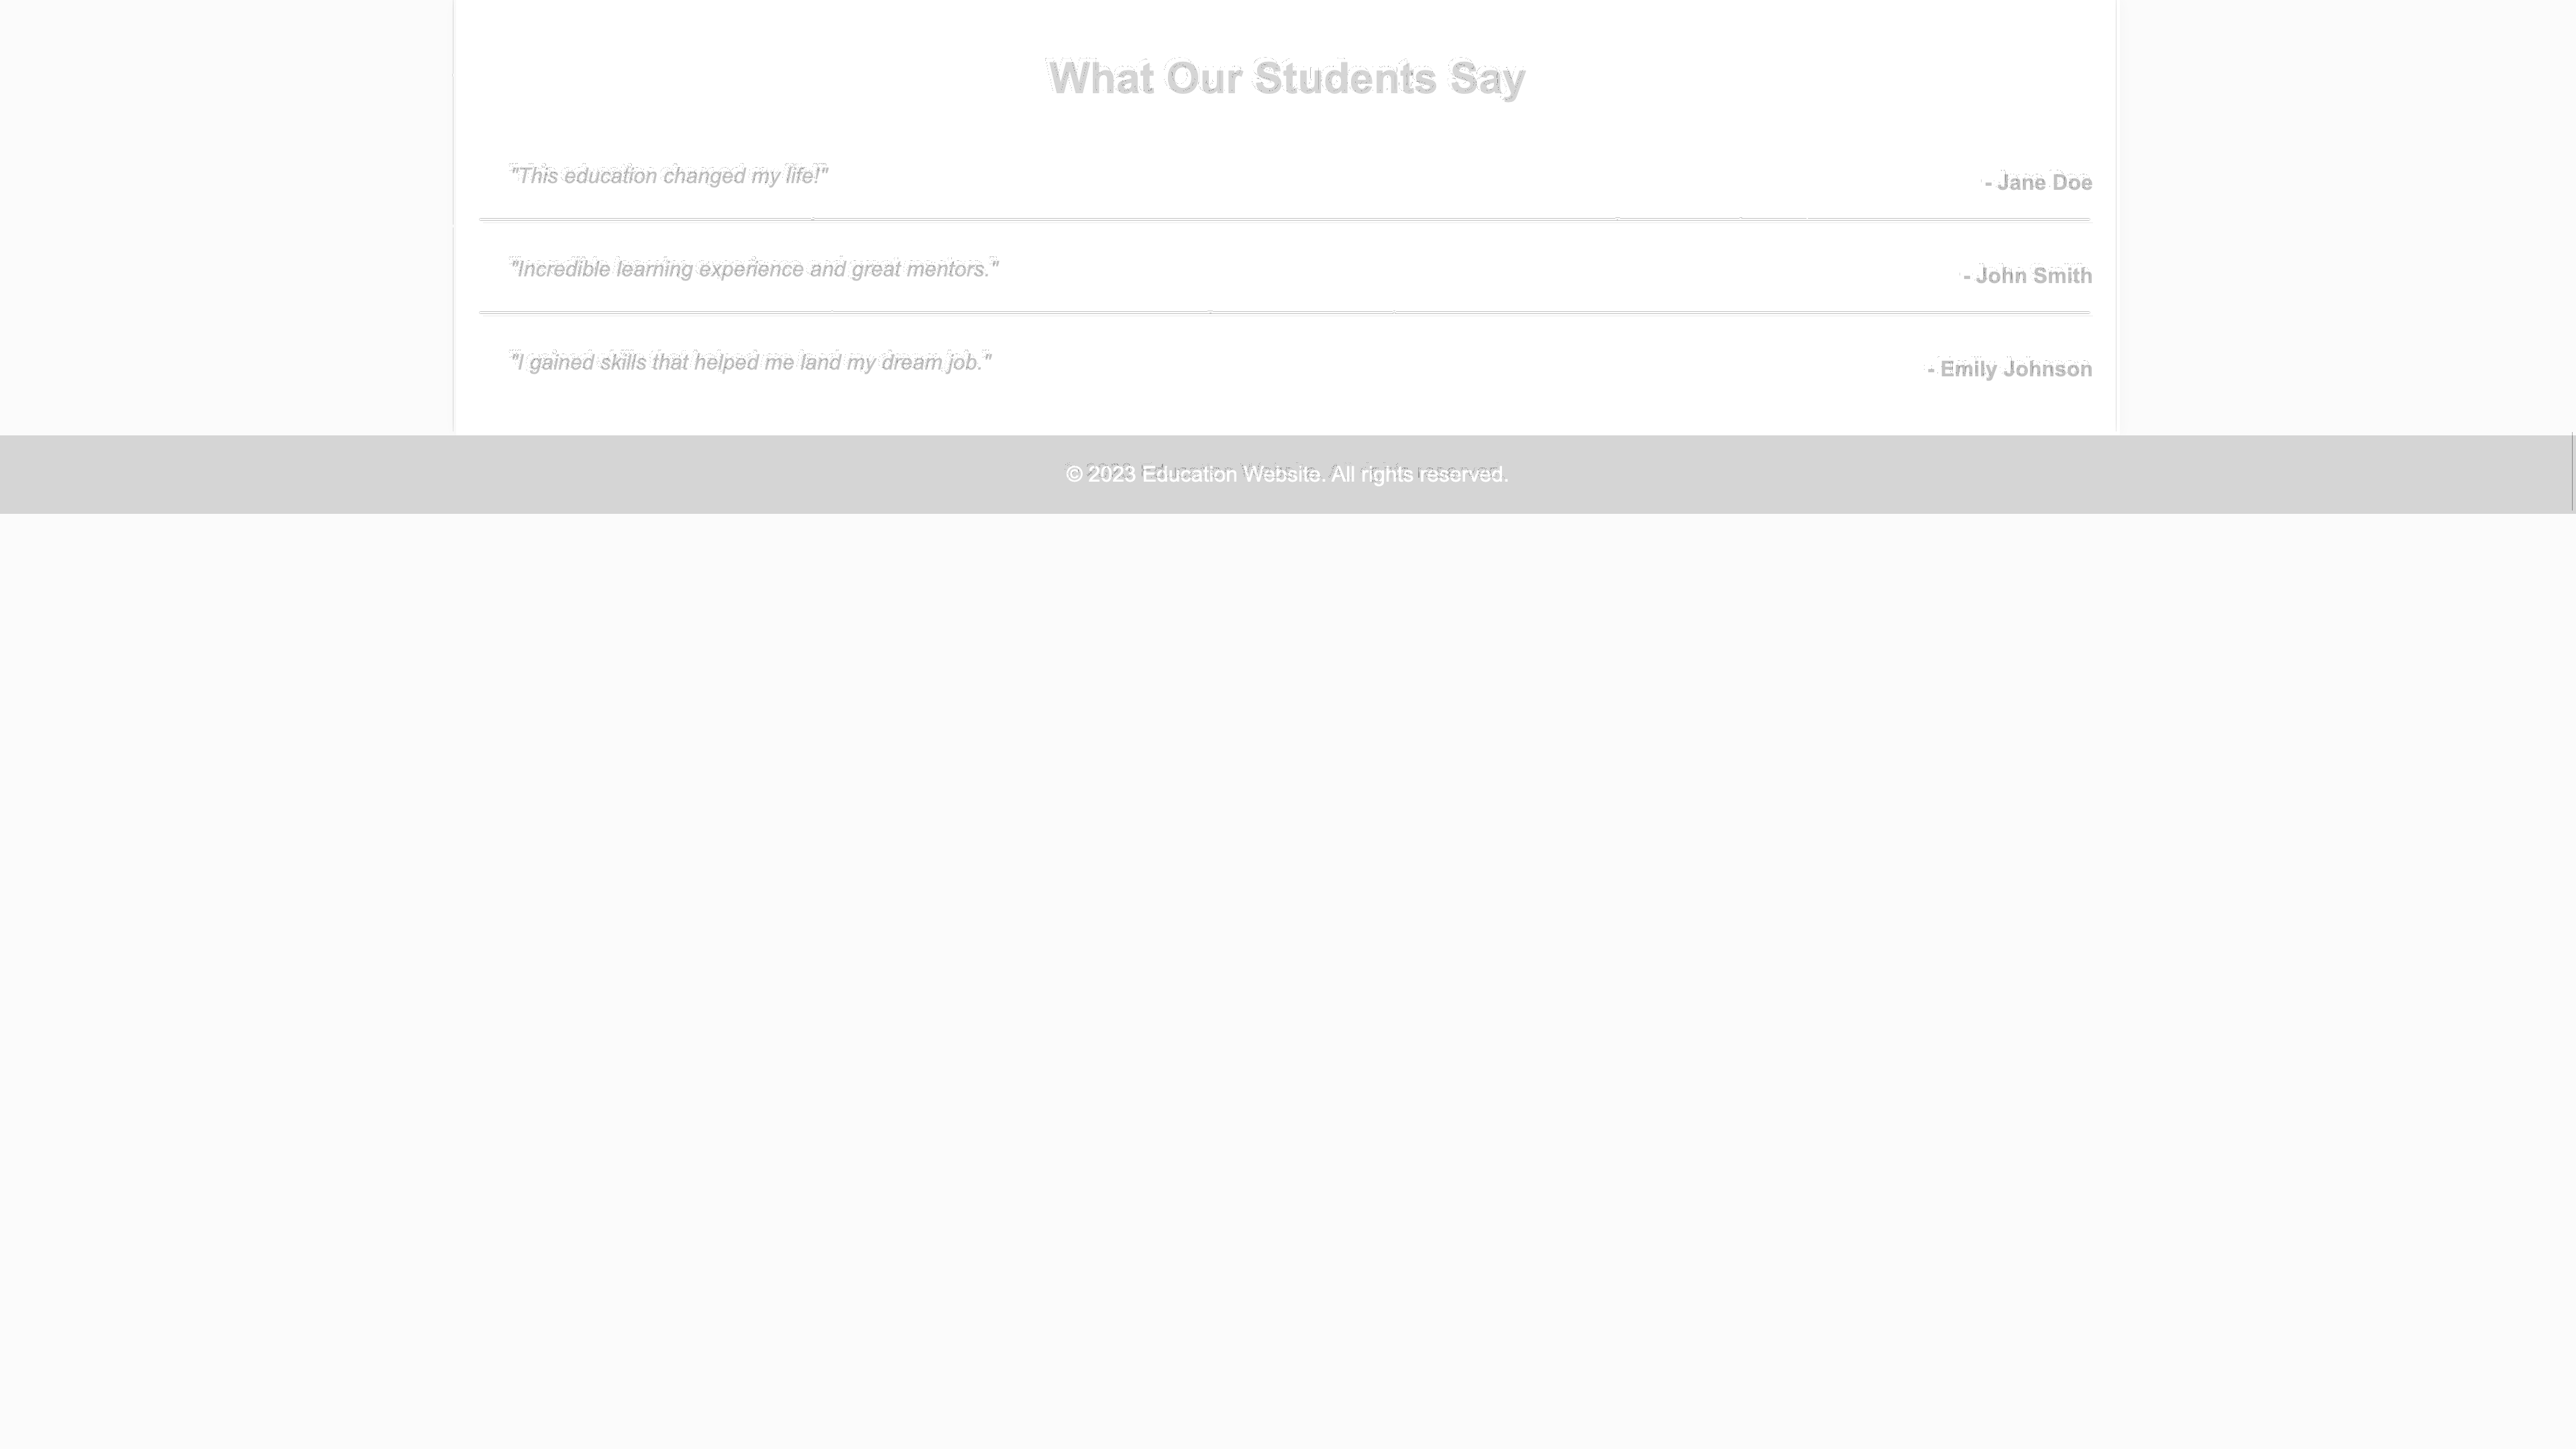 What Our Students Say
"This education changed my life!"
- Jane Doe
"Incredible learning experience and great mentors."
- John Smith
"I gained skills that helped me land my dream job."
- Emily Johnson
© 2023 Education Website. All rights reserved.